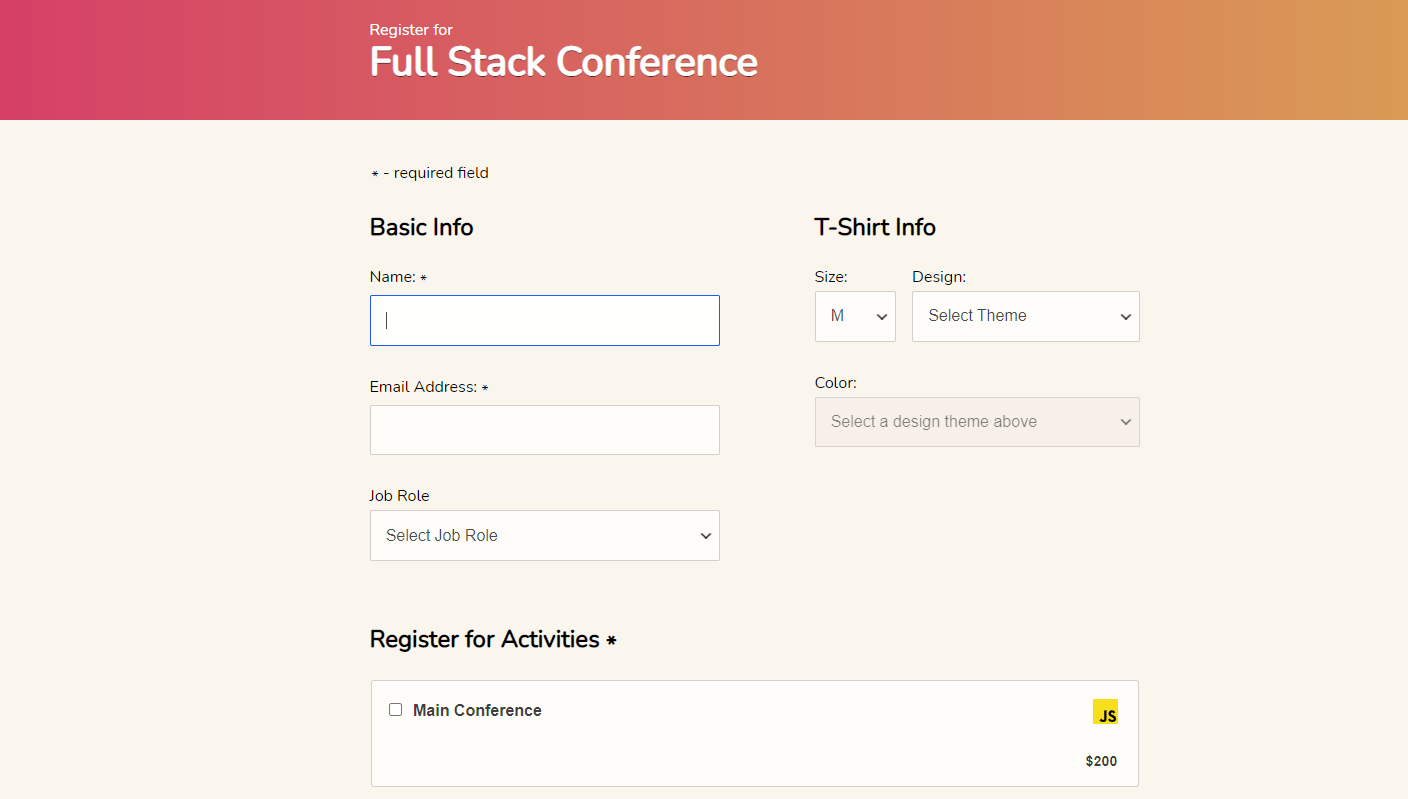 Register for
Full Stack Conference
* - required field
Basic Info
Name: *
Email Address: *
Job Role
Select Job Role
T-Shirt Info
Size:
M
Design:
Select Theme
Color:
Select a design theme above
Register for Activities *
Main Conference
JS
$200